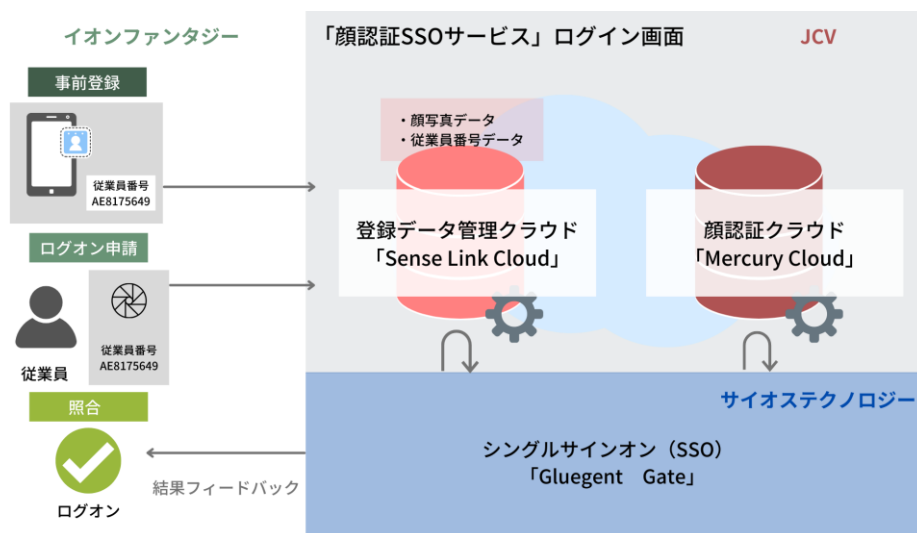 イオンファンタジー
「顔認証SSOサービス」ログイン画面
JCV
事前登録
・顔写真データ
・従業員番号データ
従業員番号
AE8175649
登録データ管理クラウド
「Sense Link Cloud」
顔認証クラウド
「Mercury Cloud」
ログオン申請
従業員番号
AE8175649
従業員
照合
サイオステクノロジー
シングルサインオン（SSO）
「Gluegent　Gate」
結果フィードバック
ログオン